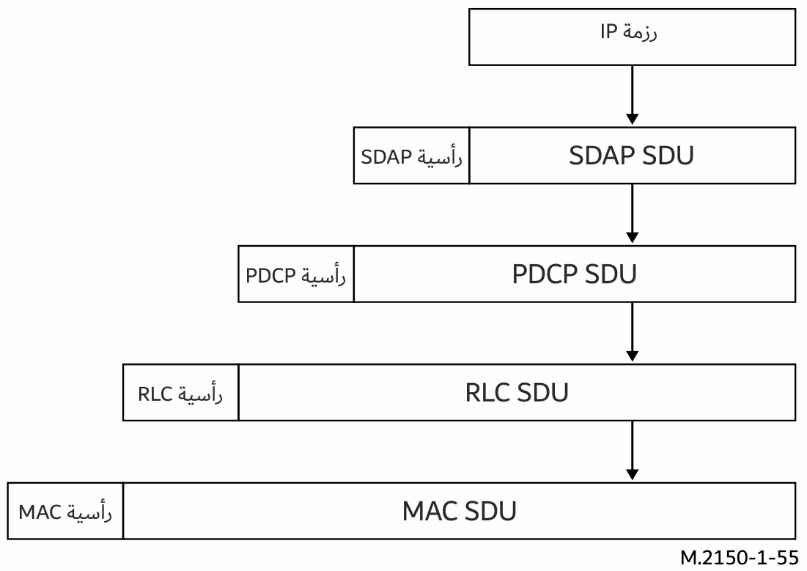 رزمة IP
رأسية SDAP
SDAP SDU
رأسية PDCP
PDCP SDU
رأسية RLC
RLC SDU
رأسية MAC
MAC SDU
M.2150-1-55